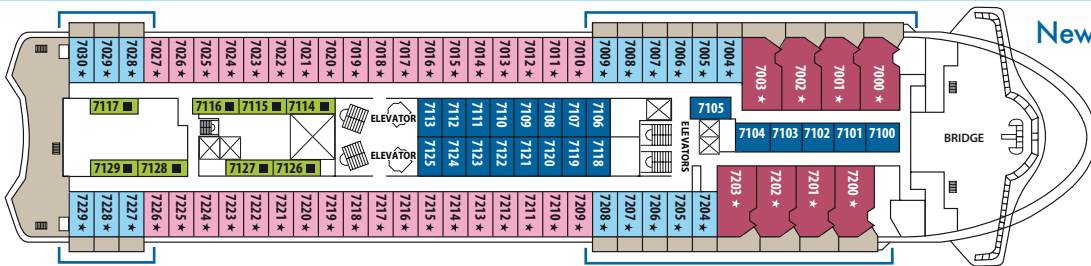 New
7030 ★ 7029 ★ 7028 ★ 7027 ★ 7026 ★ 7025 ★ 7024 ★ 7023 ★ 7022 ★ 7021 ★ 7020 ★ 7019 ★ 7018 ★ 7017 ★ 7016 ★ 7015 ★ 7014 ★ 7013 ★ 7012 ★ 7011 ★ 7010 ★ 7009 ★ 7008 ★ 7007 ★ 7006 ★ 7005 ★ 7004 ★
7003 ★ 7002 ★ 7001 ★ 7000 ★
7117 ■ 7116 ■ 7115 ■ 7114 ■
ELEVATOR
7113 7112 7111 7110 7109 7108 7107 7106
7105
7104 7103 7102 7101 7100
BRIDGE
ELEVATORS
ELEVATOR
7125 7124 7123 7122 7121 7120 7119 7118
7129 ■ 7128 ■ 7127 ■ 7126 ■
7203 ★ 7202 ★ 7201 ★ 7200 ★
7229 ★ 7228 ★ 7227 ★ 7226 ★ 7225 ★ 7224 ★ 7223 ★ 7222 ★ 7221 ★ 7220 ★ 7219 ★ 7218 ★ 7217 ★ 7216 ★ 7215 ★ 7214 ★ 7213 ★ 7212 ★ 7211 ★ 7210 ★ 7209 ★ 7208 ★ 7207 ★ 7206 ★ 7205 ★ 7204 ★